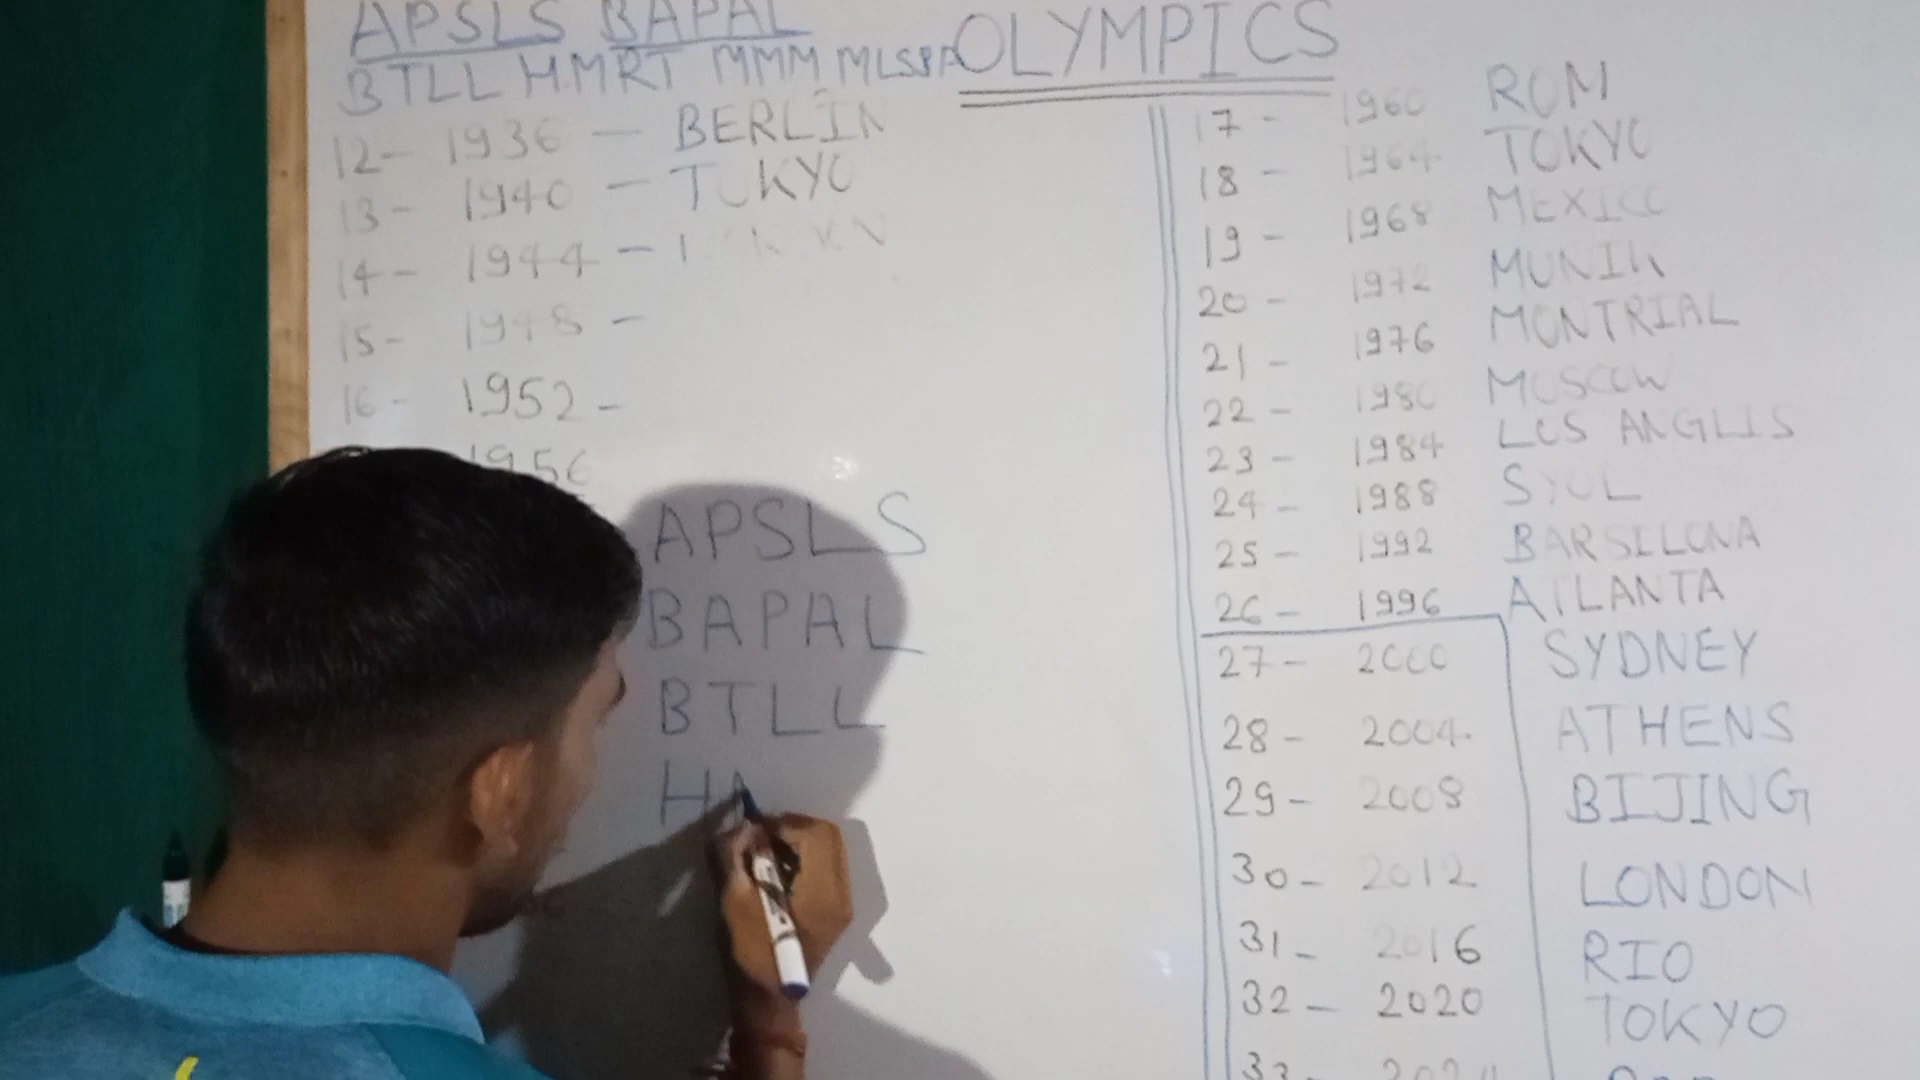 APSLS BAPAL
BTLL HMRT MMM MLSBA
OLYMPICS
12- 1936 - BERLIN
13- 1940 - TOKYO
14- 1944 -
15- 1948 -
16- 1952 -
1956
APSLS
BAPAL
BTLL
H
17- 1960 ROM
18- 1964 TOKYO
19- 1968 MEXICO
20- 1972 MUNIK
21- 1976 MONTRIAL
22- 1980 MOSCOW
23- 1984 LOS ANGLIS
24- 1988 SYOL
25- 1992 BARSILONA
26- 1996 ATLANTA
27- 2000 SYDNEY
28- 2004 ATHENS
29- 2008 BIJING
30- 2012 LONDON
31- 2016 RIO
32- 2020 TOKYO
33- 2024